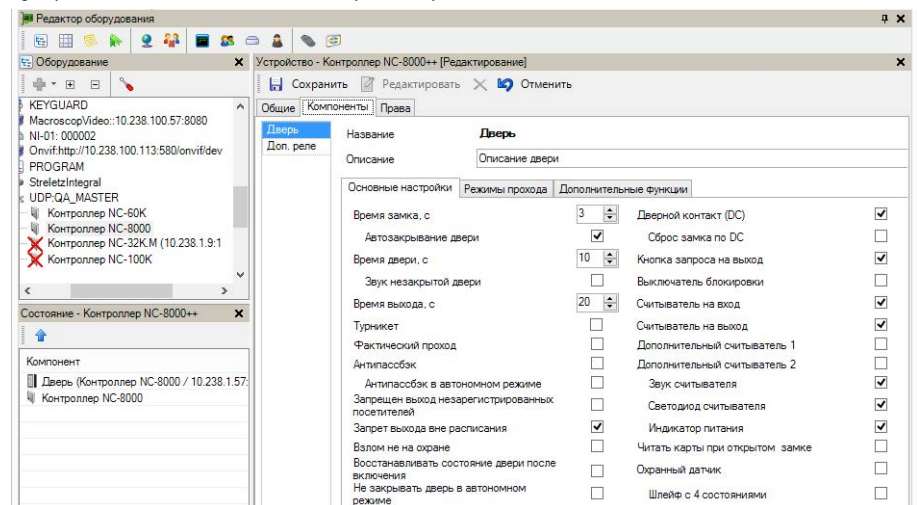 Редактор оборудования
Оборудование
KEYGUARD
MacroscopVideo::10.238.100.57:8080
NI-01: 000002
Onvif:http://10.238.100.113:580/onvif/dev
PROGRAM
StreletzIntegral
UDP:QA_MASTER
Контроллер NC-60K
Контроллер NC-8000
Контроллер NC-32K.M (10.238.1.9:1
Контроллер NC-100K
Состояние - Контроллер NC-8000++
Компонент
Дверь (Контроллер NC-8000 / 10.238.1.57:
Контроллер NC-8000
Устройство - Контроллер NC-8000++ [Редактирование]
Сохранить Редактировать Отменить
Общие Компоненты Права
Дверь
Доп. реле
Название Дверь
Описание Описание двери
Основные настройки Режимы прохода Дополнительные функции
Время замка, с 3 Дверной контакт (DC)
Автозакрывание двери Сброс замка по DC
Время двери, с 10 Кнопка запроса на выход
Звук незакрытой двери Выключатель блокировки
Время выхода, с 20 Считыватель на вход
Турникет Считыватель на выход
Фактический проход Дополнительный считыватель 1
Антипассбэк Дополнительный считыватель 2
Антипассбэк в автономном режиме Звук считывателя
Запрещен выход незарегистрированных
посетителей Светодиод считывателя
Запрет выхода вне расписания Индикатор питания
Взлом не на охране Читать карты при открытом замке
Восстанавливать состояние двери после
включения Охранный датчик
Не закрывать дверь в автономном
режиме Шлейф с 4 состояниями